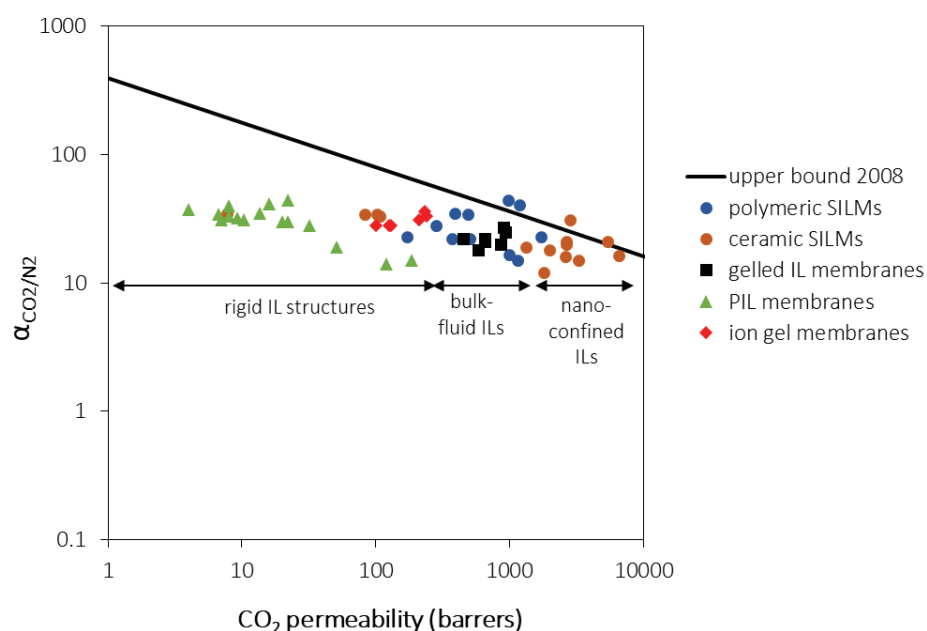 1000
100
10
1
0.1
αCO2/N2
1
10
100
1000
10000
CO₂ permeability (barrers)
rigid IL structures
bulk-
fluid ILs
nano-
confined
ILs
upper bound 2008
polymeric SILMs
ceramic SILMs
gelled IL membranes
PIL membranes
ion gel membranes